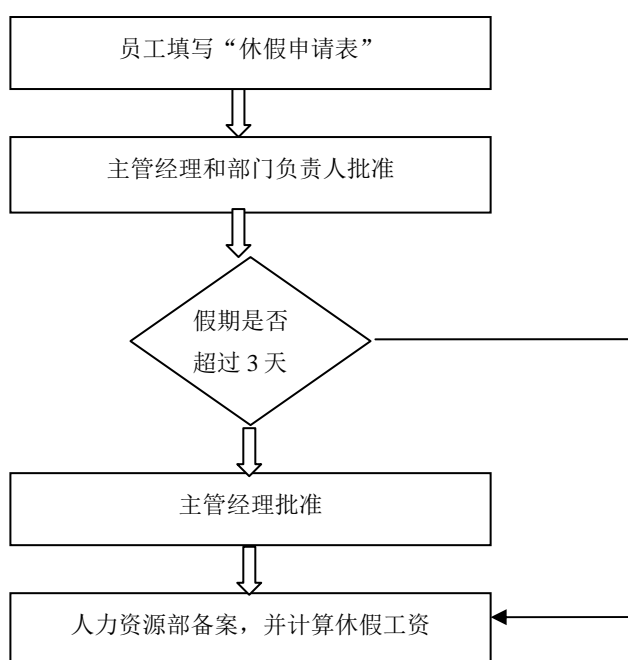 员工填写“休假申请表”
主管经理和部门负责人批准
假期是否
超过 3 天
主管经理批准
人力资源部备案，并计算休假工资